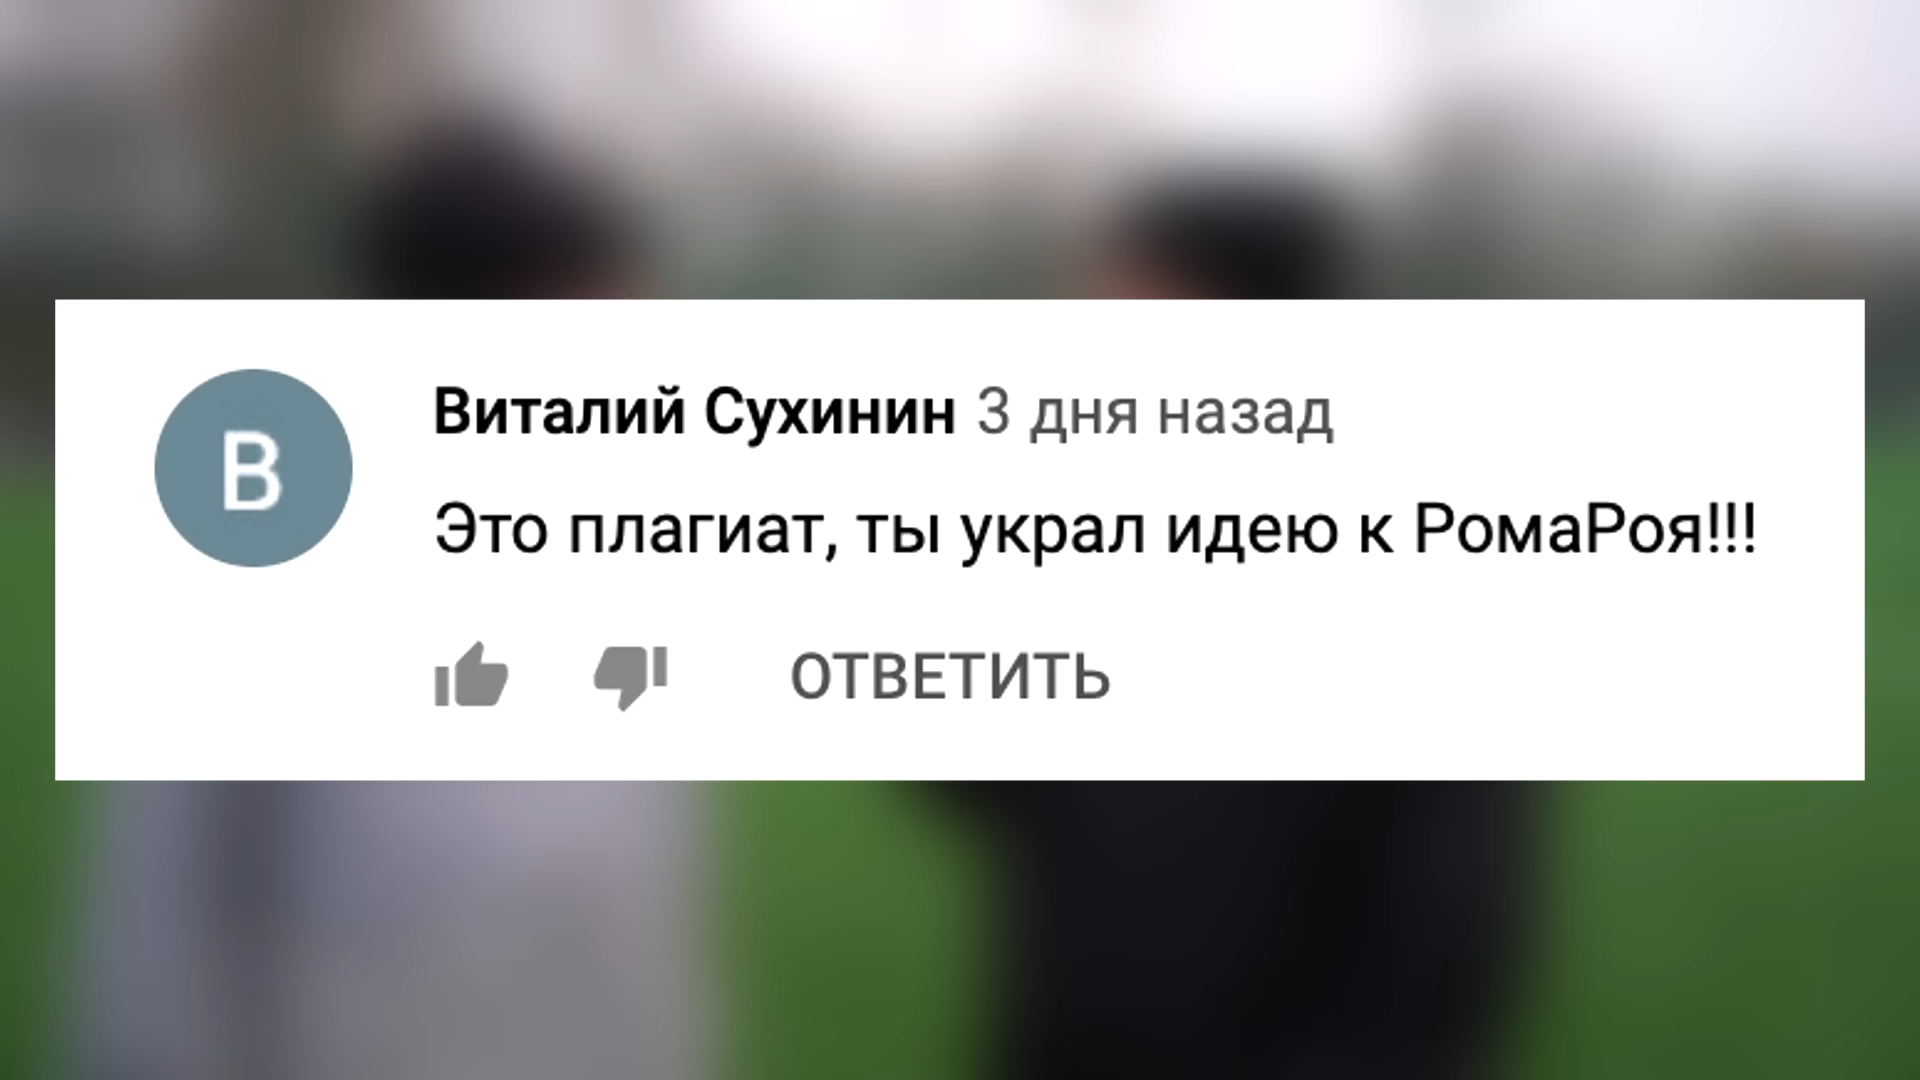 В
Виталий Сухинин 3 дня назад
Это плагиат, ты украл идею к РомаРоя!!!
ОТВЕТИТЬ